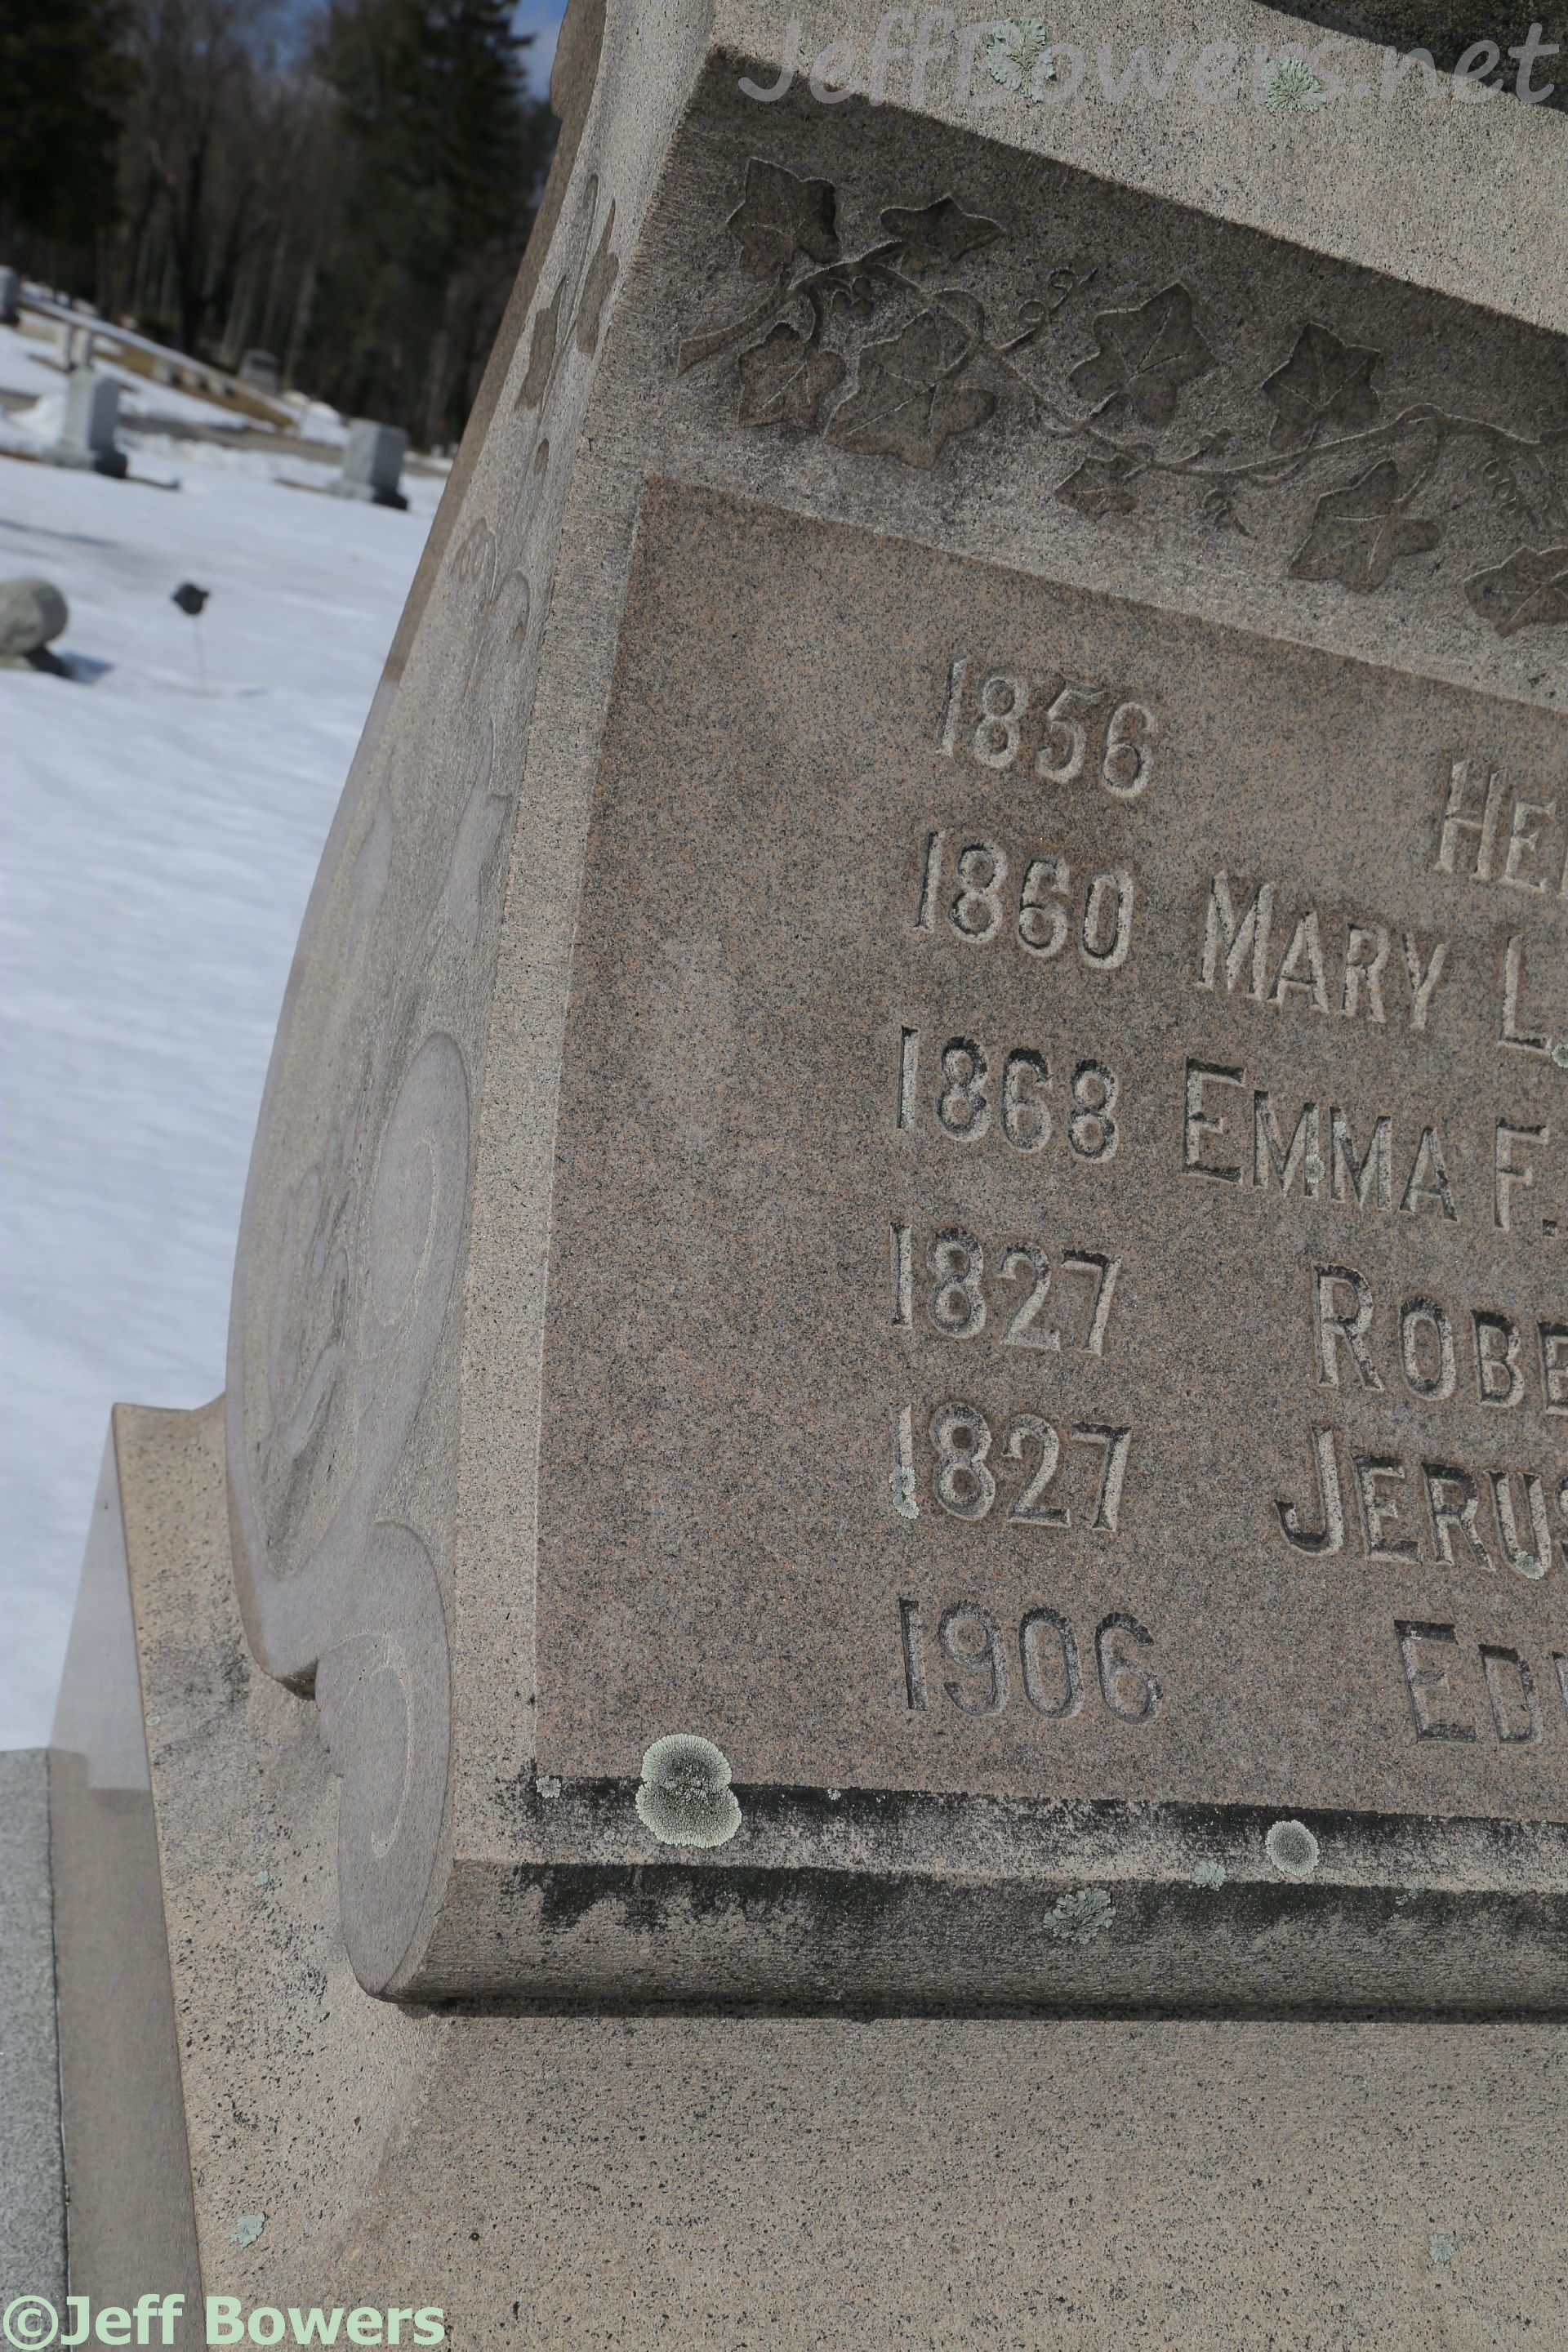 JeffBowers.net
1856 HE
1860 MARY L.
1868 EMMA F.
1827 ROBE
1827 JERUS
1906 ED
©Jeff Bowers